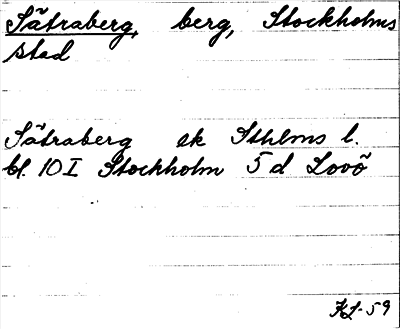 Sätraberg, berg, Stockholms
stad
Sätraberg ek Sthlms l.
bl. 10 I Stockholm 5 d Lovö
KL-59